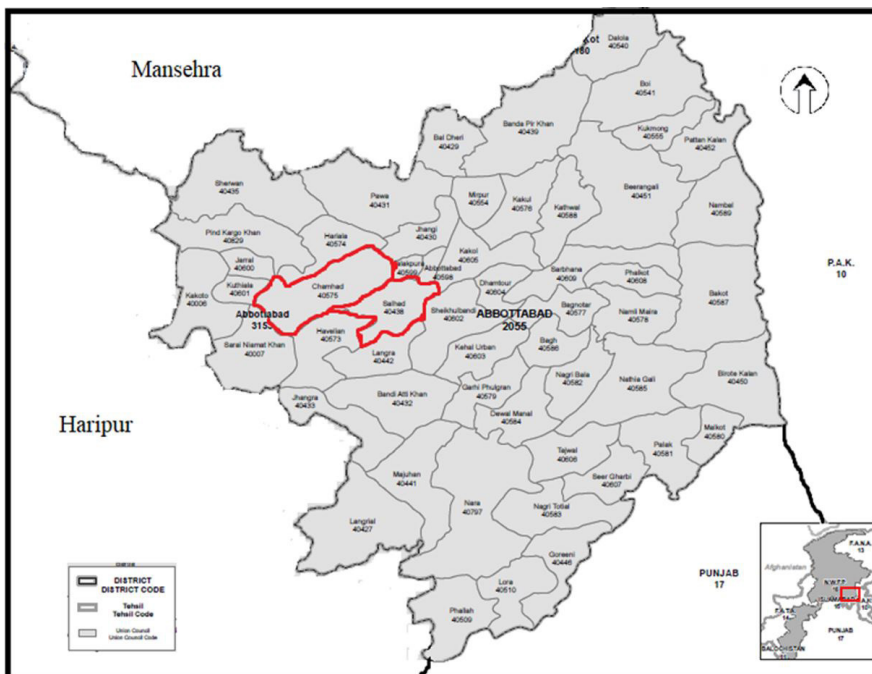 Mansehra
Haripur
Kot
Dalola
40540
Boi
40541
Banda Pir Khan
40439
Kukmong
40555
Pattan Kalan
40452
Bal Dheri
40429
Sherwan
40435
Pawa
40431
Mirpur
40554
Kakul
40576
Kathwal
40588
Beerangali
40451
Nambal
40589
Pind Kargo Khan
40829
Harlala
40574
Jhangi
40430
Kakol
40605
Jarral
40600
Kuthiala
40601
Kakoto
40006
Chamhad
40575
40599
Abbottabad
40598
Salhad
40438
Dhamtour
40604
Barbhana
40609
Phalkot
40608
Bakot
40587
P.A.K.
10
Abbottabad
Sheikhulbandi
40602
ABBOTTABAD
2055
Bagnotar
40577
Namli Maira
40578
Sarai Niamat Khan
40007
Havelian
40573
Langra
40442
Kehal Urban
40603
Bagh
40586
Nagri Bala
40582
Nathia Gali
40585
Birote Kalan
40450
Jhangra
40433
Bandi Atti Khan
40432
Garhi Phulgran
40579
Dewal Manal
40584
Malkot
40580
Palak
40581
Tajwal
40606
Seer Gharbi
40607
Majuhan
40441
Nara
40797
Nagri Totial
40583
Langrial
40427
Goreeni
40446
Lora
40510
Phallah
40509
PUNJAB
17
DISTRICT
DISTRICT CODE
Tehsil
Tehsil Code
Union Council
Union Council Code
Afghanistan
F.A.N.A.
13
N.W.F.P.
F.A.T.A.
14
PUNJAB
17